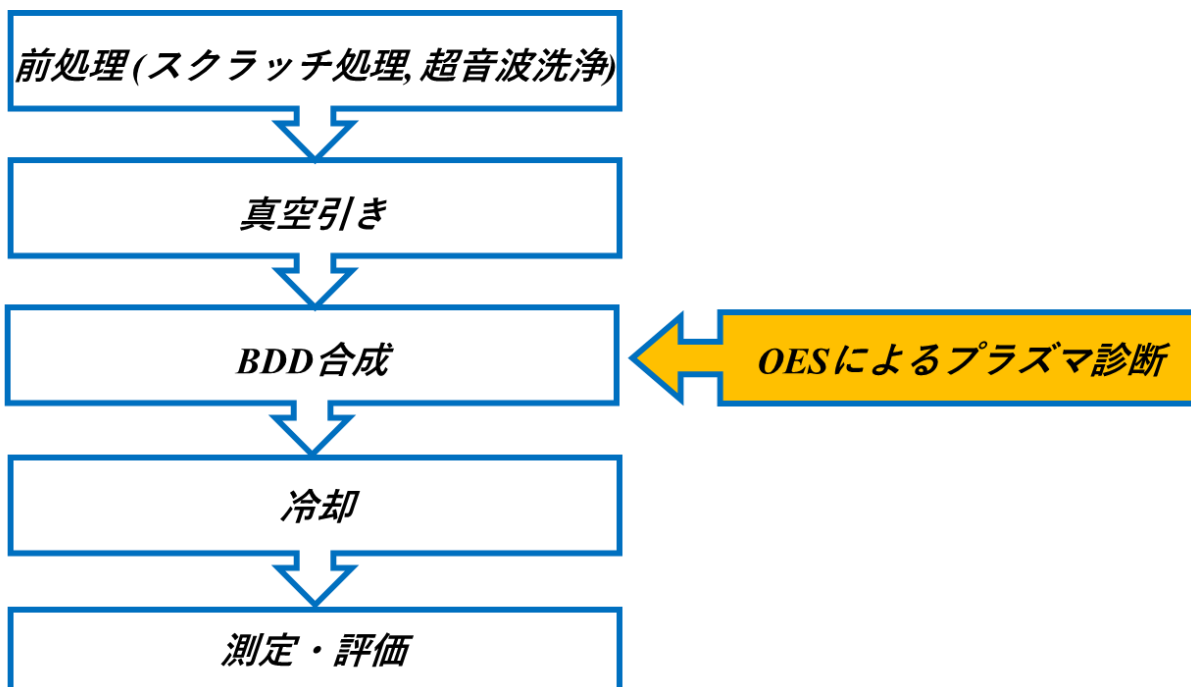 前処理(スクラッチ処理, 超音波洗浄)
真空引き
BDD合成
OESによるプラズマ診断
冷却
測定・評価